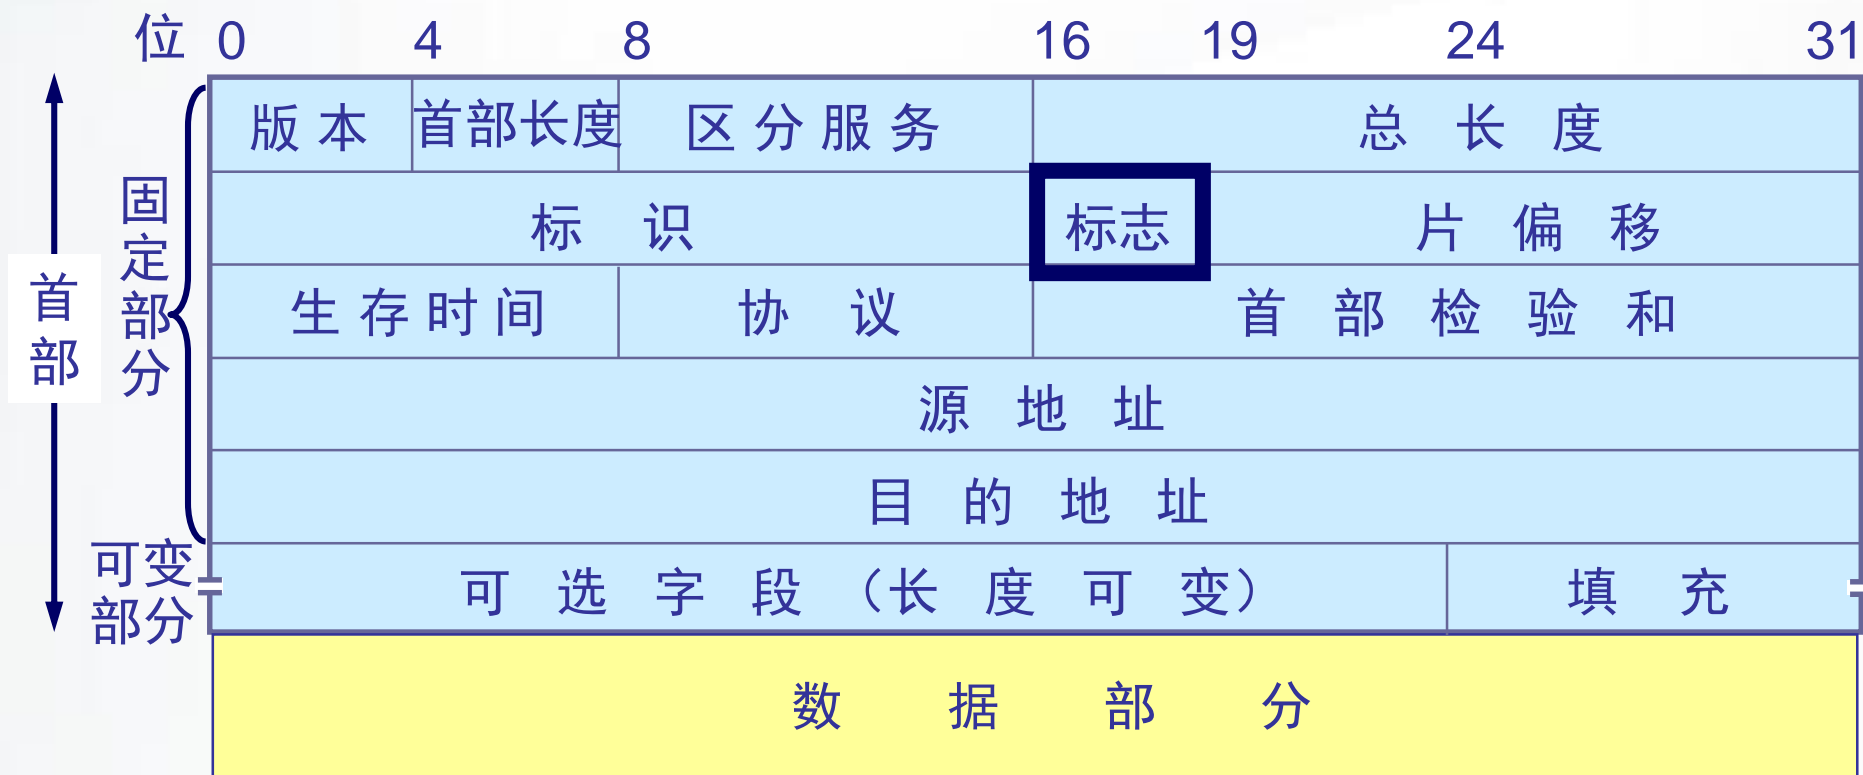 位 0 4 8 16 19 24 31
版本 首部长度 区分服务 总长度
标识 标志 片偏移
生存时间 协议 首部检验和
源地址
目的地址
可选字段（长度可变） 填充
数据部分
首部
固定部分
可变
部分